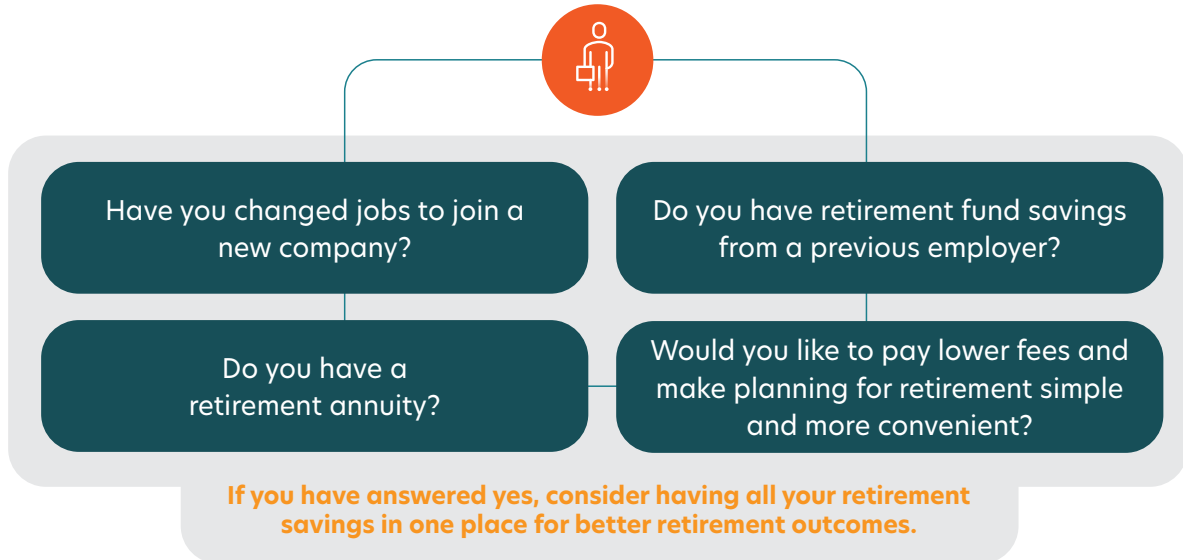 Have you changed jobs to join a
new company?
Do you have retirement fund savings
from a previous employer?
Do you have a
retirement annuity?
Would you like to pay lower fees and
make planning for retirement simple
and more convenient?
If you have answered yes, consider having all your retirement
savings in one place for better retirement outcomes.